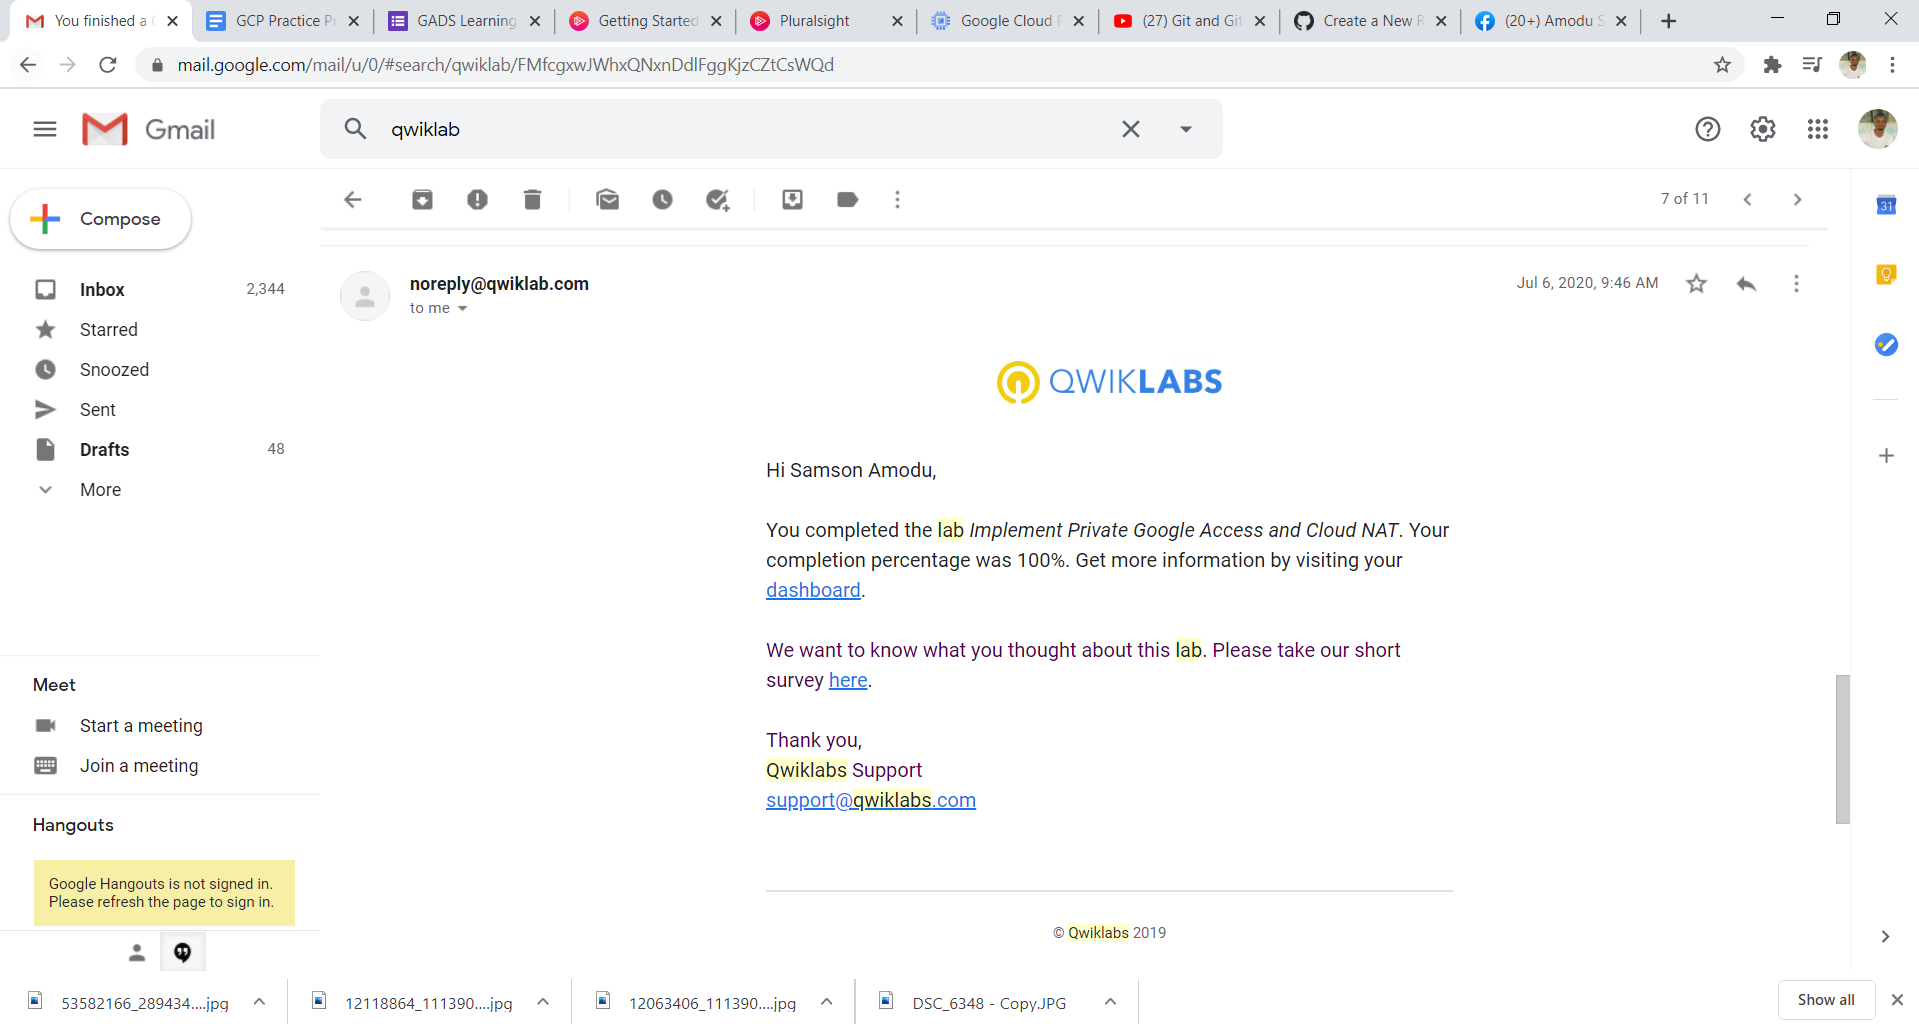 You finished a
GCP Practice Pr
GADS Learning
Getting Started
Pluralsight
Google Cloud P
(27) Git and Git
Create a New R
(20+) Amodu S
mail.google.com/mail/u/0/#search/qwiklab/FMfcgxwJWhxQNxnDdlFggKjzCZtCsWQd
Gmail
qwiklab
Compose
7 of 11
31
Inbox 2,344
Starred
Snoozed
Sent
Drafts 48
More
Meet
Start a meeting
Join a meeting
Hangouts
Google Hangouts is not signed in.
Please refresh the page to sign in.
noreply@qwiklab.com
Jul 6, 2020, 9:46 AM
to me
QWIKLABS
Hi Samson Amodu,
You completed the lab Implement Private Google Access and Cloud NAT. Your
completion percentage was 100%. Get more information by visiting your
dashboard.
We want to know what you thought about this lab. Please take our short
survey here.
Thank you,
Qwiklabs Support
support@qwiklabs.com
© Qwiklabs 2019
53582166_289434....jpg
12118864_111390....jpg
12063406_111390....jpg
DSC_6348 - Copy.JPG
Show all